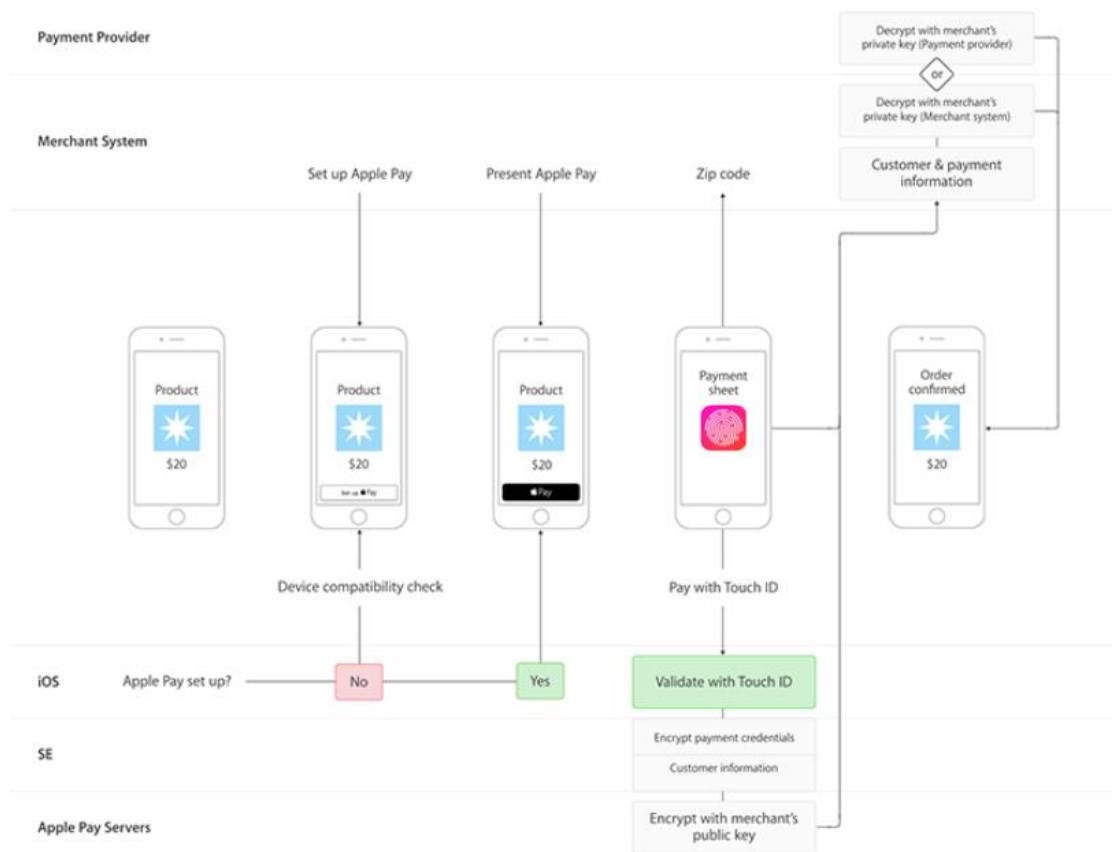 Payment Provider
Decrypt with merchant's
private key (Payment provider)
or
Decrypt with merchant's
private key (Merchant system)
Merchant System
Customer & payment
information
Set up Apple Pay
Present Apple Pay
Zip code
Product
$20
Product
$20
Set up Pay
Product
$20
Pay
Payment
sheet
Order
confirmed
$20
Device compatibility check
Pay with Touch ID
iOS
Apple Pay set up?
No
Yes
Validate with Touch ID
SE
Encrypt payment credentials
Customer information
Apple Pay Servers
Encrypt with merchant's
public key